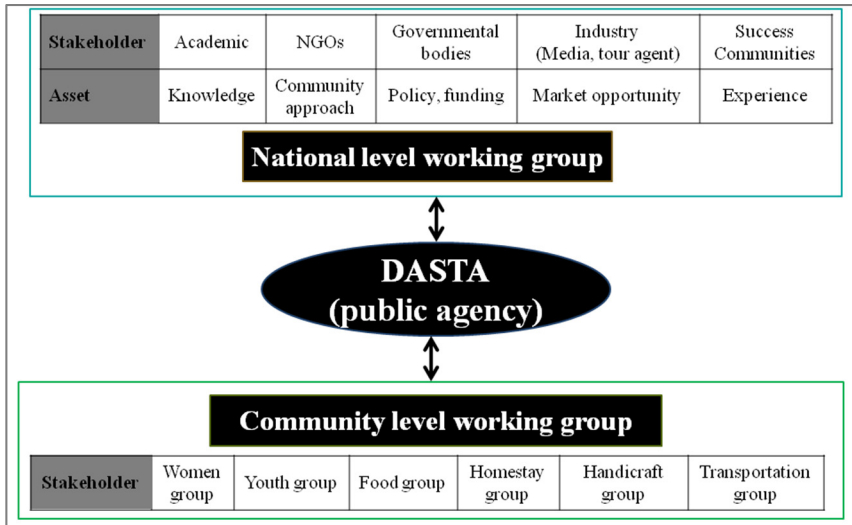 Stakeholder Academic NGOs Governmental bodies Industry (Media, tour agent) Success Communities
Asset Knowledge Community approach Policy, funding Market opportunity Experience
National level working group
DASTA
(public agency)
Community level working group
Stakeholder Women group Youth group Food group Homestay group Handicraft group Transportation group